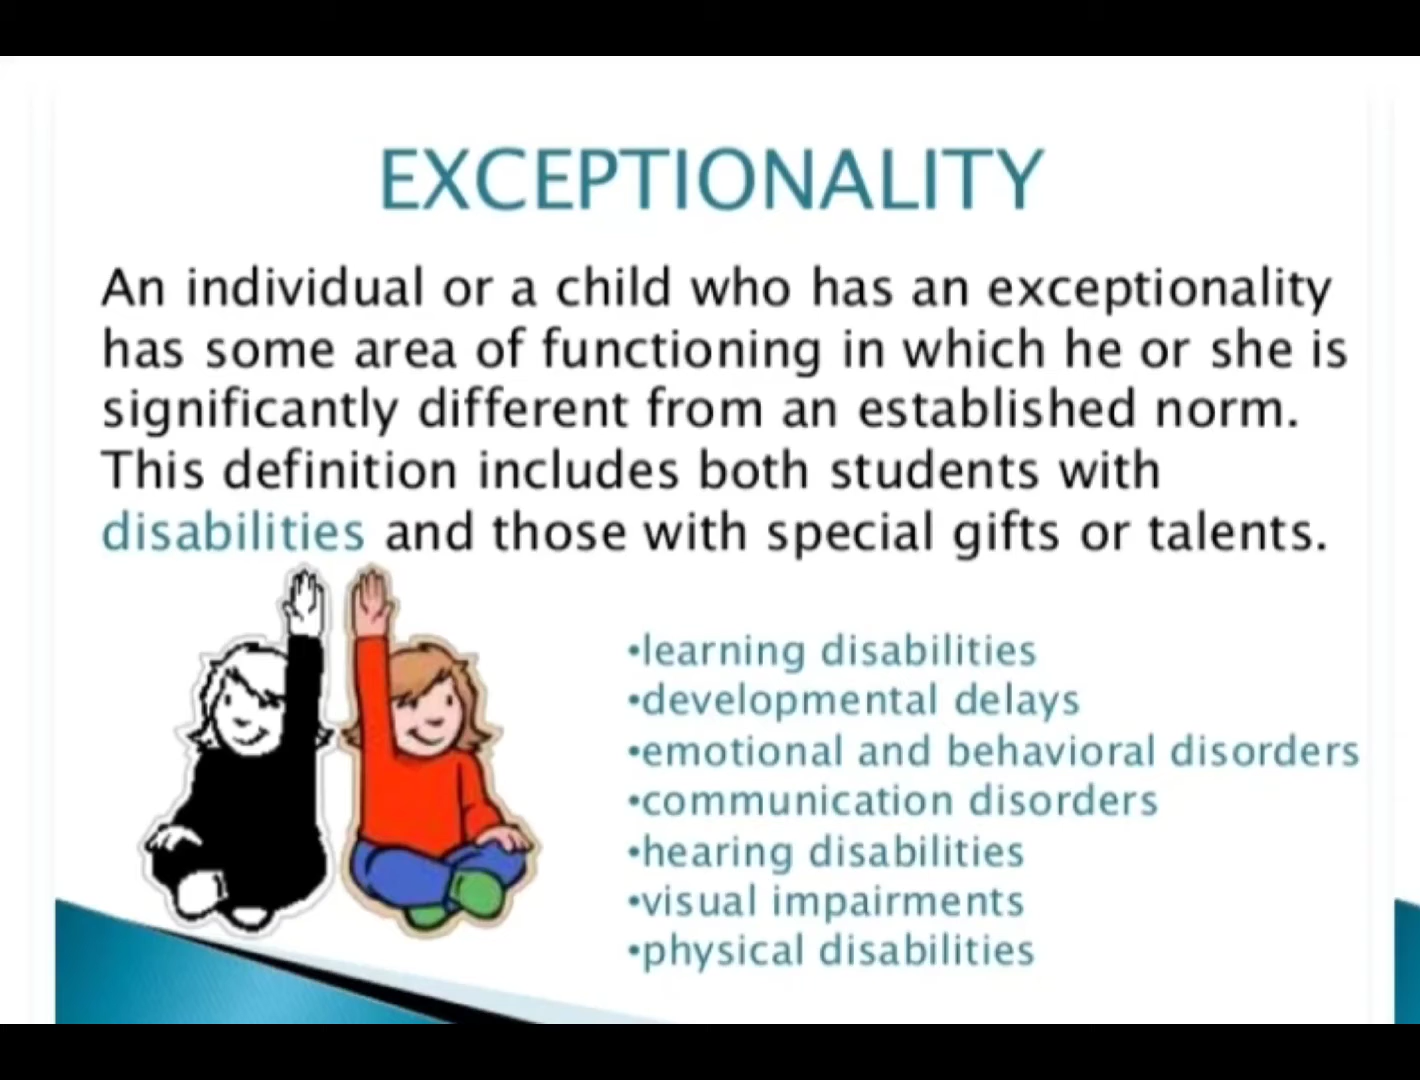 EXCEPTIONALITY
An individual or a child who has an exceptionality
has some area of functioning in which he or she is
significantly different from an established norm.
This definition includes both students with
disabilities and those with special gifts or talents.
•learning disabilities
•developmental delays
•emotional and behavioral disorders
•communication disorders
•hearing disabilities
•visual impairments
•physical disabilities